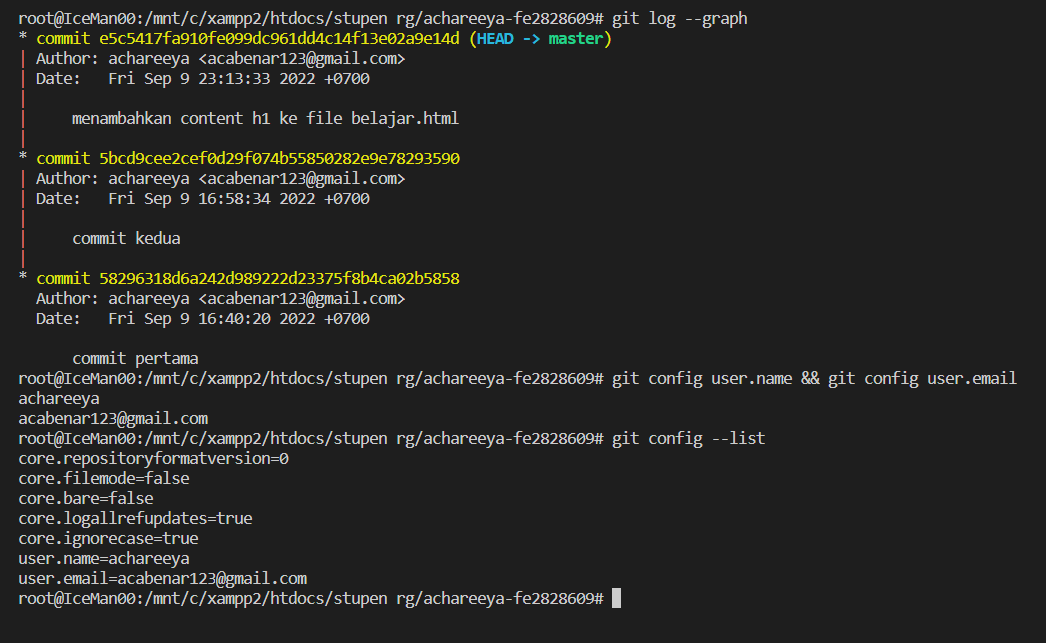 root@IceMan00:/mnt/c/xampp2/htdocs/stupen rg/achareeya-fe2828609# git log --graph
* commit e5c5417fa910fe099dc961dd4c14f13e02a9e14d (HEAD -> master)
| Author: achareeya <acabenar123@gmail.com>
| Date:   Fri Sep 9 23:13:33 2022 +0700
|
|     menambahkan content h1 ke file belajar.html
|
* commit 5bcd9cee2cef0d29f074b55850282e9e78293590
| Author: achareeya <acabenar123@gmail.com>
| Date:   Fri Sep 9 16:58:34 2022 +0700
|
|     commit kedua
|
* commit 58296318d6a242d989222d23375f8b4ca02b5858
  Author: achareeya <acabenar123@gmail.com>
  Date:   Fri Sep 9 16:40:20 2022 +0700

      commit pertama
root@IceMan00:/mnt/c/xampp2/htdocs/stupen rg/achareeya-fe2828609# git config user.name && git config user.email
achareeya
acabenar123@gmail.com
root@IceMan00:/mnt/c/xampp2/htdocs/stupen rg/achareeya-fe2828609# git config --list
core.repositoryformatversion=0
core.filemode=false
core.bare=false
core.logallrefupdates=true
core.ignorecase=true
user.name=achareeya
user.email=acabenar123@gmail.com
root@IceMan00:/mnt/c/xampp2/htdocs/stupen rg/achareeya-fe2828609#